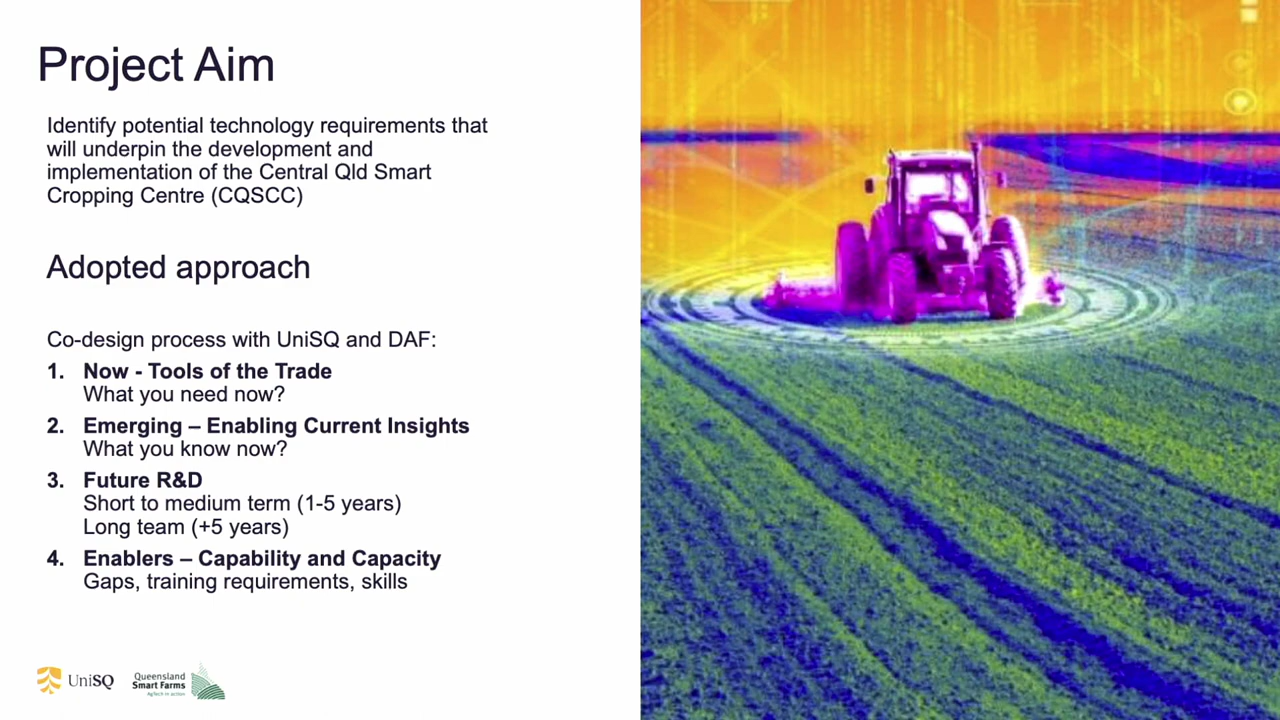 Project Aim
Identify potential technology requirements that
will underpin the development and
implementation of the Central Qld Smart
Cropping Centre (CQSCC)
Adopted approach
Co-design process with UniSQ and DAF:
1. Now - Tools of the Trade
What you need now?
2. Emerging – Enabling Current Insights
What you know now?
3. Future R&D
Short to medium term (1-5 years)
Long team (+5 years)
4. Enablers – Capability and Capacity
Gaps, training requirements, skills
UniSQ
Queensland
Smart Farms
AgTech in action